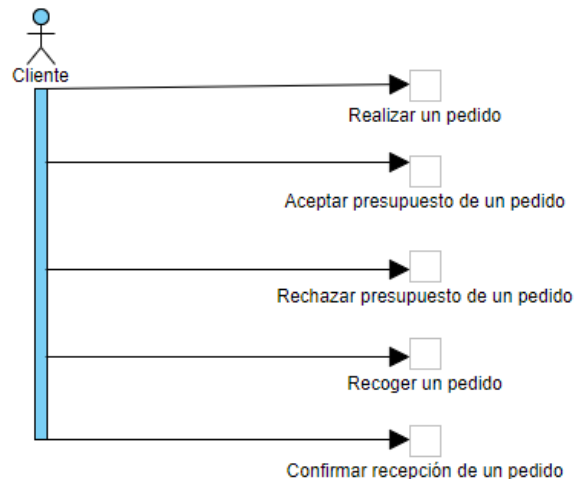 Cliente
Realizar un pedido
Aceptar presupuesto de un pedido
Rechazar presupuesto de un pedido
Recoger un pedido
Confirmar recepción de un pedido